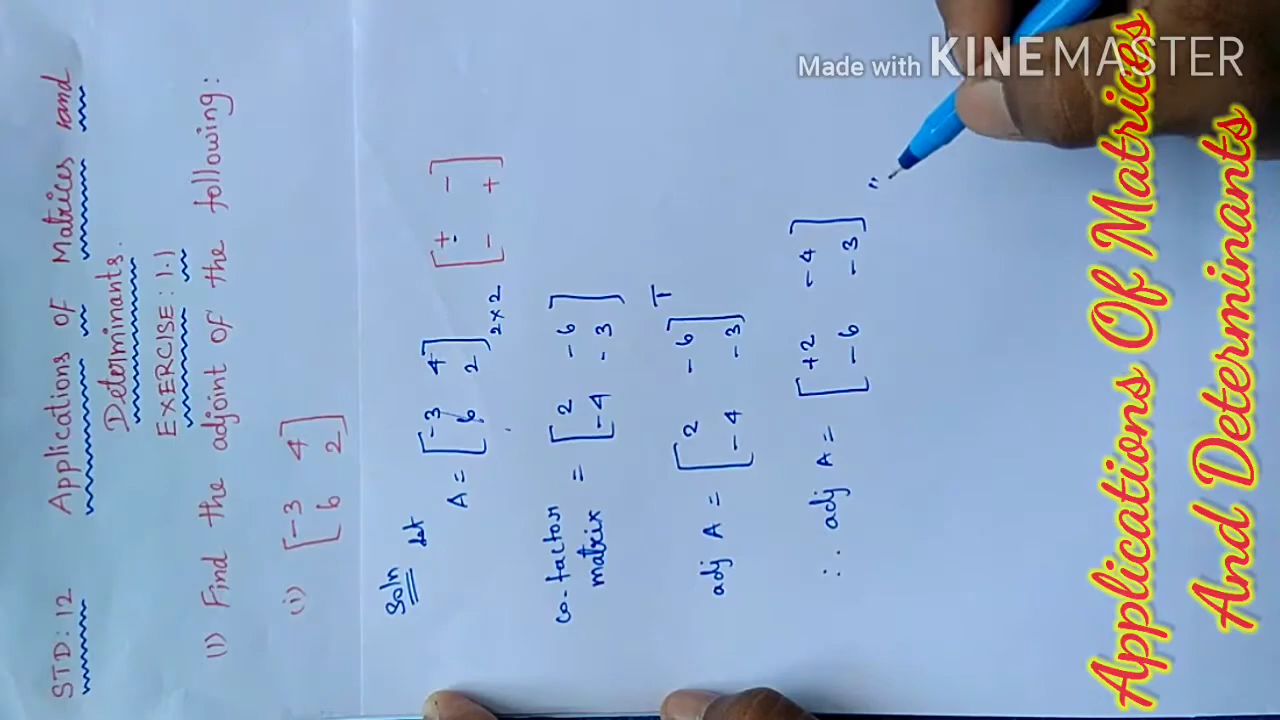 STD: 12 Applications of Matrices and
Determinants.
EXERCISE: 1.1
(1) Find the adjoint of the following:
(i) [-3 4
6 2]
Soln
let
A = [-3 4
6 2]2×2 [+ -
- +]
Co-factor
matrix = [2 -6
-4 -3]
adj A = [2 -6
-4 -3]T
∴ adj A = [+2 -4
-6 -3] "
Made with KINEMASTER
Applications Of Matrices
And Determinants